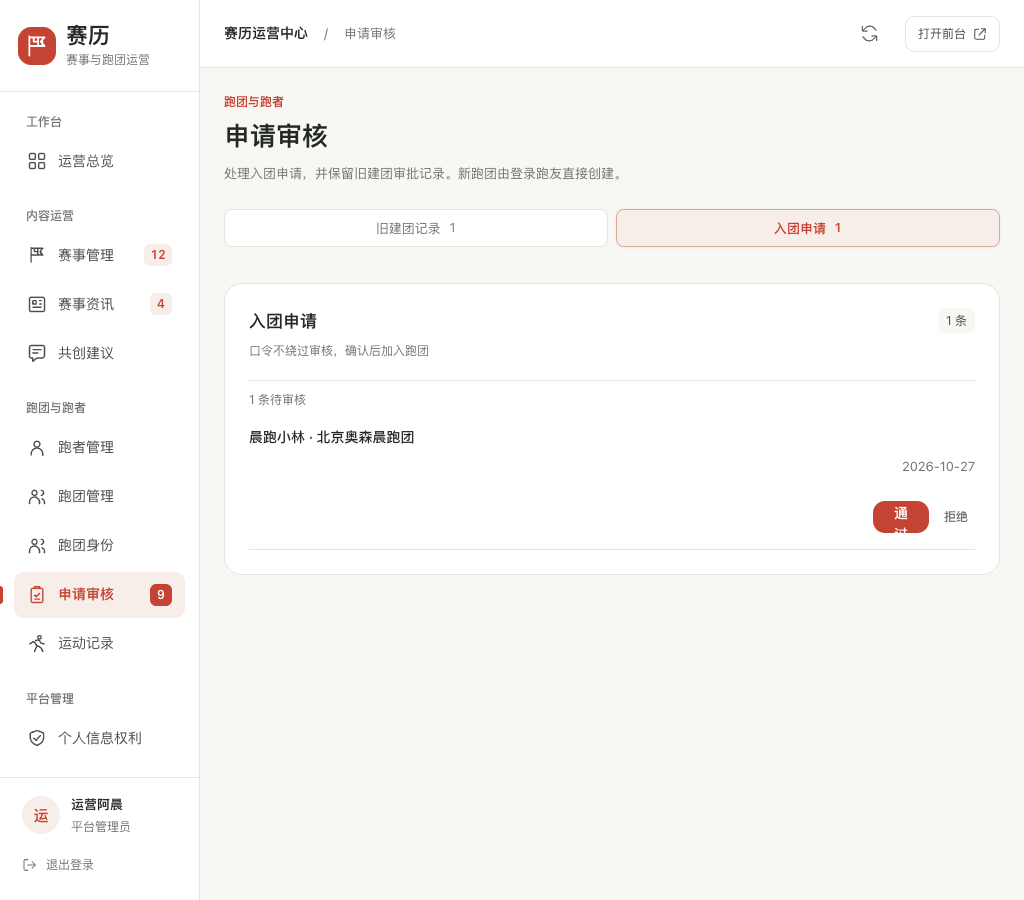 赛历
赛事与跑团运营
工作台
运营总览
内容运营
赛事管理 12
赛事资讯 4
共创建议
跑团与跑者
跑者管理
跑团管理
跑团身份
申请审核 9
运动记录
平台管理
个人信息权利
运 运营阿晨
平台管理员
退出登录
赛历运营中心 / 申请审核
打开前台
跑团与跑者
申请审核
处理入团申请，并保留旧建团审批记录。新跑团由登录跑友直接创建。
旧建团记录 1
入团申请 1
入团申请
1 条
口令不绕过审核，确认后加入跑团
1 条待审核
晨跑小林 · 北京奥森晨跑团
2026-10-27
通
过
拒绝